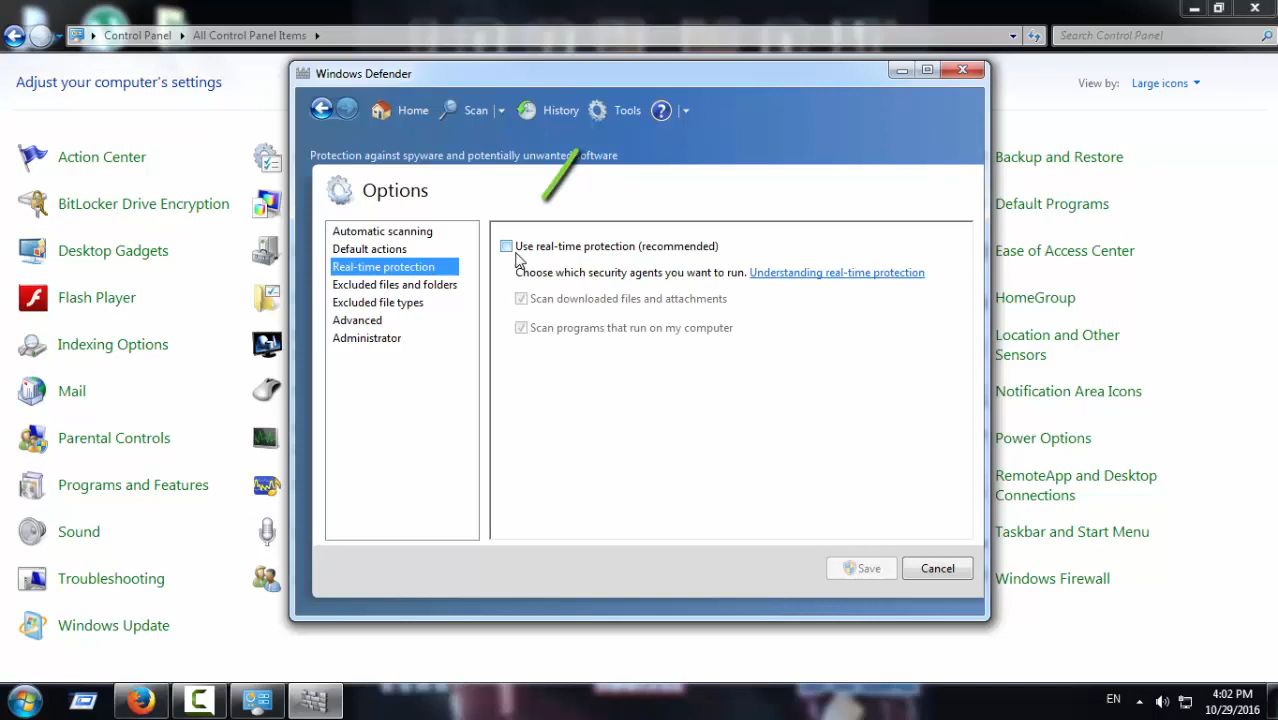 Control Panel
All Control Panel Items
Search Control Panel
Adjust your computer's settings
View by:
Large icons
Action Center
BitLocker Drive Encryption
Desktop Gadgets
Flash Player
Indexing Options
Mail
Parental Controls
Programs and Features
Sound
Troubleshooting
Windows Update
Windows Defender
Home
Scan
History
Tools
Protection against spyware and potentially unwanted software
Options
Automatic scanning
Default actions
Real-time protection
Excluded files and folders
Excluded file types
Advanced
Administrator
Use real-time protection (recommended)
Choose which security agents you want to run. Understanding real-time protection
Scan downloaded files and attachments
Scan programs that run on my computer
Save
Cancel
Backup and Restore
Default Programs
Ease of Access Center
HomeGroup
Location and Other
Sensors
Notification Area Icons
Power Options
RemoteApp and Desktop
Connections
Taskbar and Start Menu
Windows Firewall
EN
4:02 PM
10/29/2016